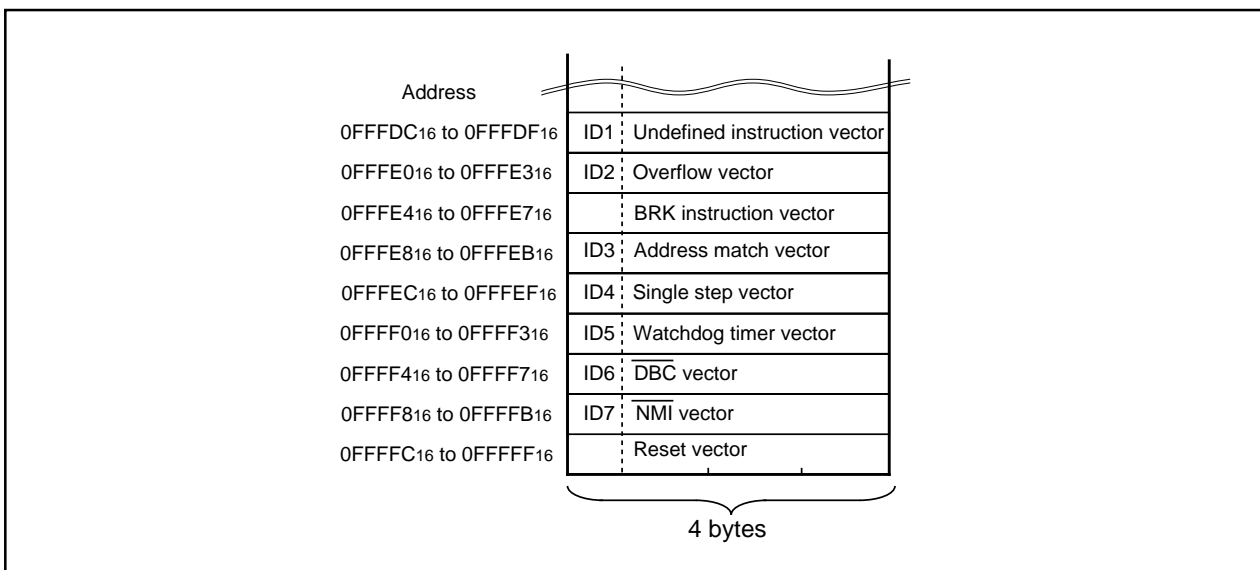 Address
0FFFDC16 to 0FFFDF16 ID1 Undefined instruction vector
0FFFE016 to 0FFFE316 ID2 Overflow vector
0FFFE416 to 0FFFE716 BRK instruction vector
0FFFE816 to 0FFFEB16 ID3 Address match vector
0FFFEC16 to 0FFFEF16 ID4 Single step vector
0FFFF016 to 0FFFF316 ID5 Watchdog timer vector
0FFFF416 to 0FFFF716 ID6 D̅B̅C̅ vector
0FFFF816 to 0FFFFB16 ID7 N̅M̅I̅ vector
0FFFFC16 to 0FFFFF16 Reset vector
4 bytes